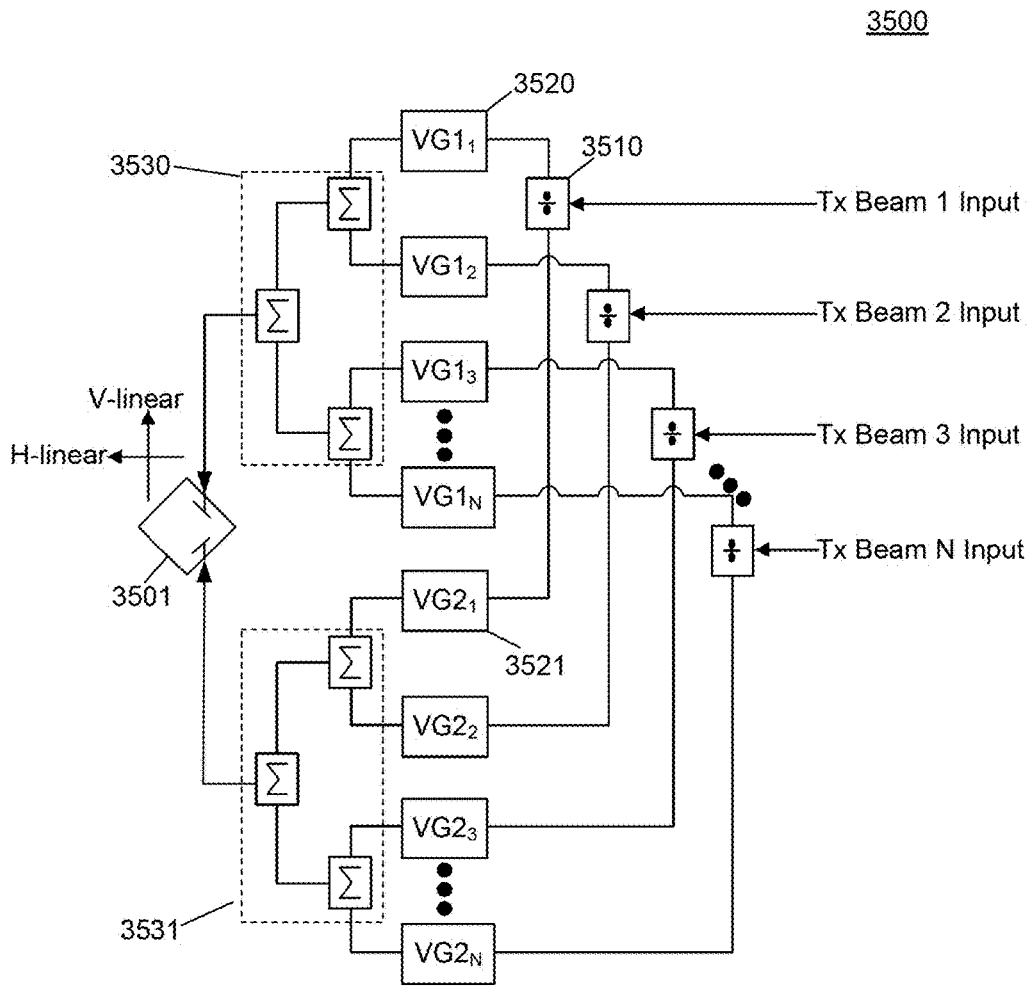 3500
3520
VG1₁
3510
3530
Σ
÷
Tx Beam 1 Input
VG1₂
Σ
÷
Tx Beam 2 Input
VG1₃
V-linear
Σ
÷
Tx Beam 3 Input
H-linear
VG1N
÷
Tx Beam N Input
3501
VG2₁
3521
Σ
VG2₂
Σ
VG2₃
Σ
3531
VG2N